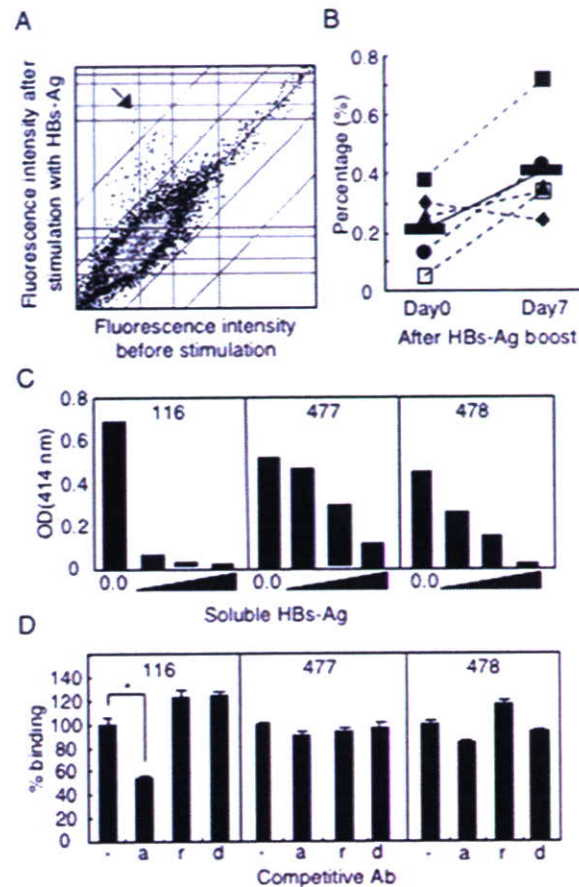 A
Fluorescence intensity after
stimulation with HBs-Ag
Fluorescence intensity
before stimulation
B
Percentage (%)
0.8
0.6
0.4
0.2
0
Day0
Day7
After HBs-Ag boost
C
OD(414 nm)
0.8
0.6
0.4
0.2
0
116
477
478
0.0
0.0
0.0
Soluble HBs-Ag
D
% binding
140
120
100
80
60
40
20
0
116
477
478
*
- a r d
- a r d
- a r d
Competitive Ab